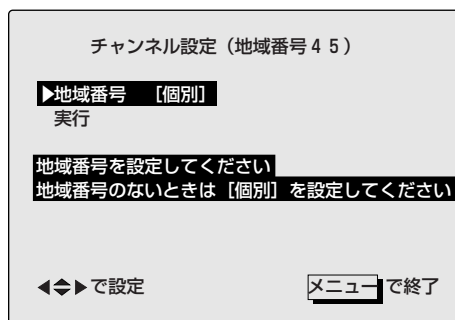 チャンネル設定（地域番号４５）
▶地域番号　［個別］
実行
地域番号を設定してください
地域番号のないときは［個別］を設定してください
◀◆▶で設定　メニューで終了